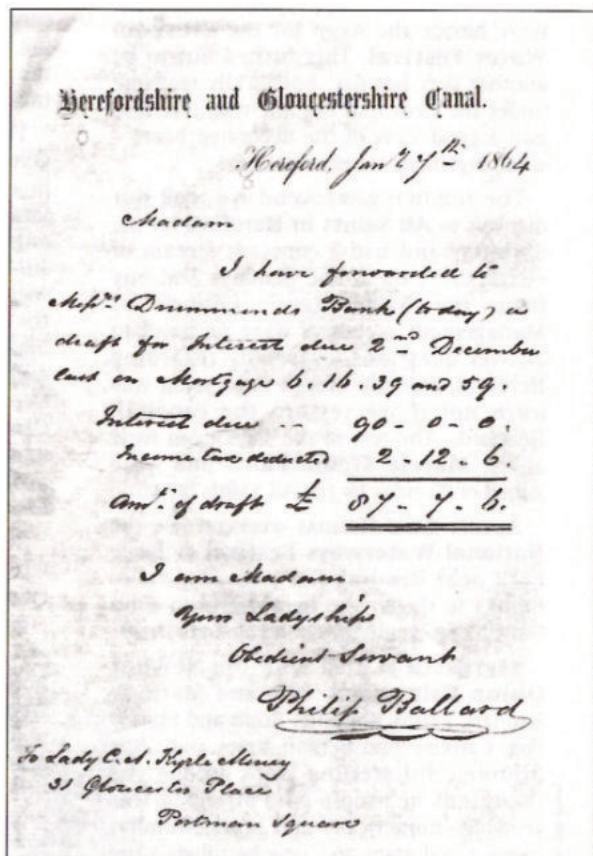 Herefordshire and Gloucestershire Canal.
Hereford, Jany 7th 1864
Madam
I have forwarded to
Messrs Drummonds Bank (today) a
draft for Interest due 2nd December
last on Mortgage 6. 16. 39 and 59.
Interest due ... 90 - 0 - 0.
Income tax deducted 2 - 12 - 6
Amt. of draft £ 87 - 7 - 6.
I am Madam
Your Ladyships
Obedient Servant
Philip Ballard
To Lady C. A. Kyrle Money
31 Gloucester Place
Portman Square